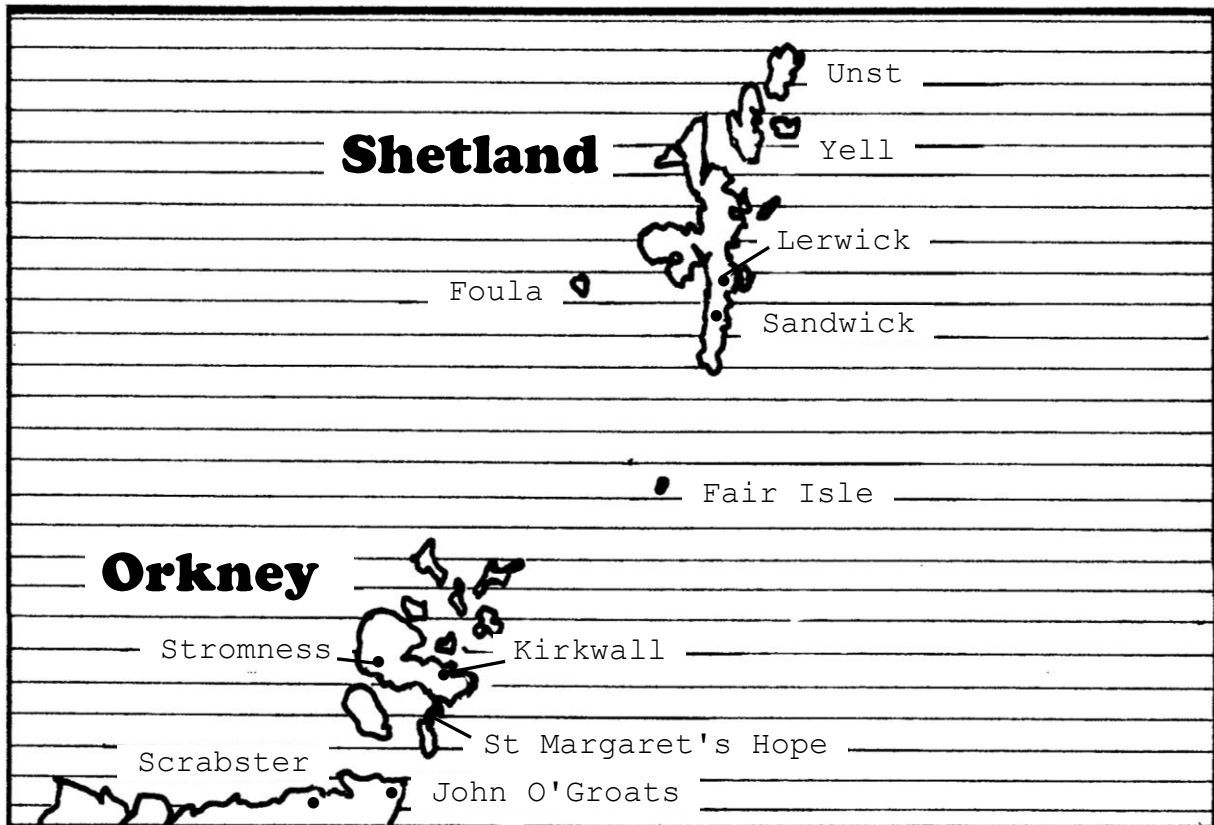 Unst
Shetland
Yell
Lerwick
Foula
Sandwick
Fair Isle
Orkney
Stromness
Kirkwall
St Margaret's Hope
Scrabster
John O'Groats